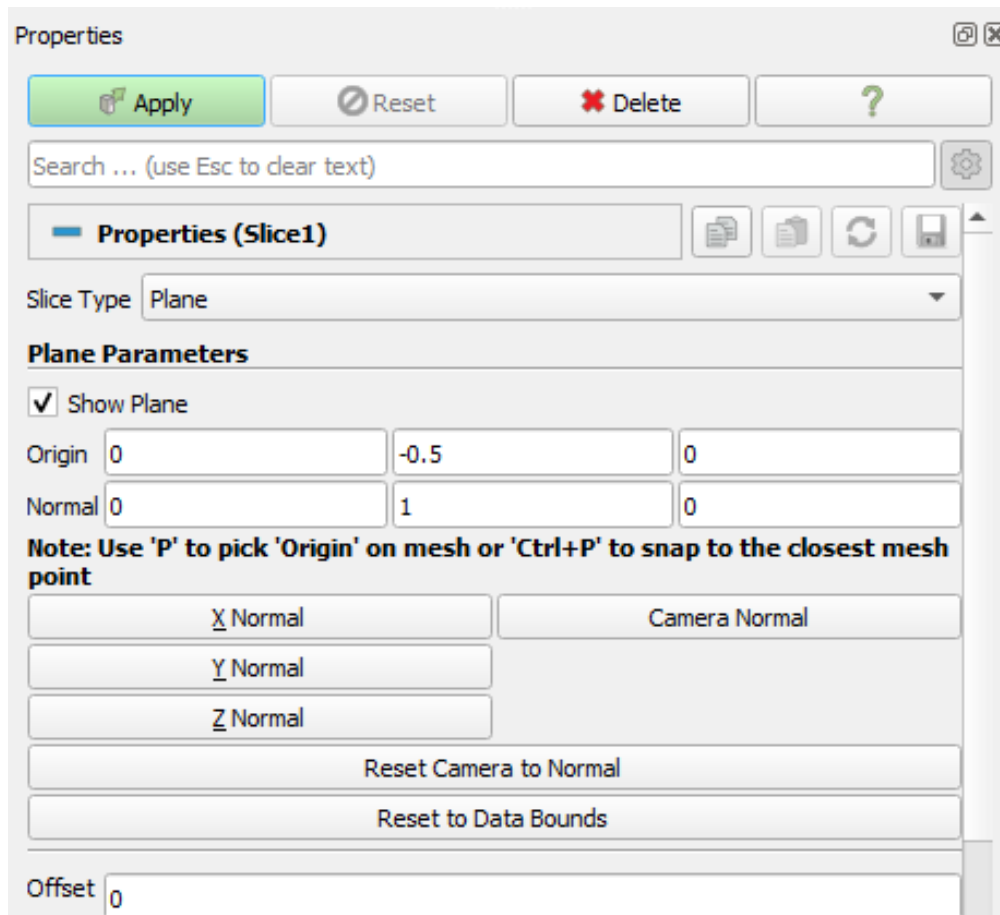 Properties
Apply Reset Delete ?
Search ... (use Esc to clear text)
Properties (Slice1)
Slice Type Plane
Plane Parameters
Show Plane
Origin 0 -0.5 0
Normal 0 1 0
Note: Use 'P' to pick 'Origin' on mesh or 'Ctrl+P' to snap to the closest mesh
point
X Normal Camera Normal
Y Normal
Z Normal
Reset Camera to Normal
Reset to Data Bounds
Offset 0